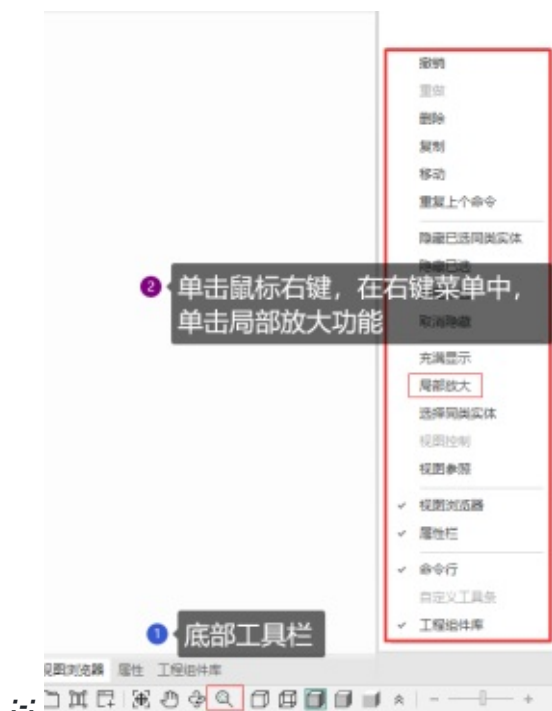 撤销
重做
删除
复制
移动
重复上个命令
隐藏已选同类实体
隐藏已选
2 单击鼠标右键，在右键菜单中，
单击局部放大功能
取消隐藏
充满显示
局部放大
选择同类实体
视图控制
视图参照
视图浏览器
属性栏
命令行
自定义工具条
工程组件库
1 底部工具栏
视图浏览器 属性 工程组件库